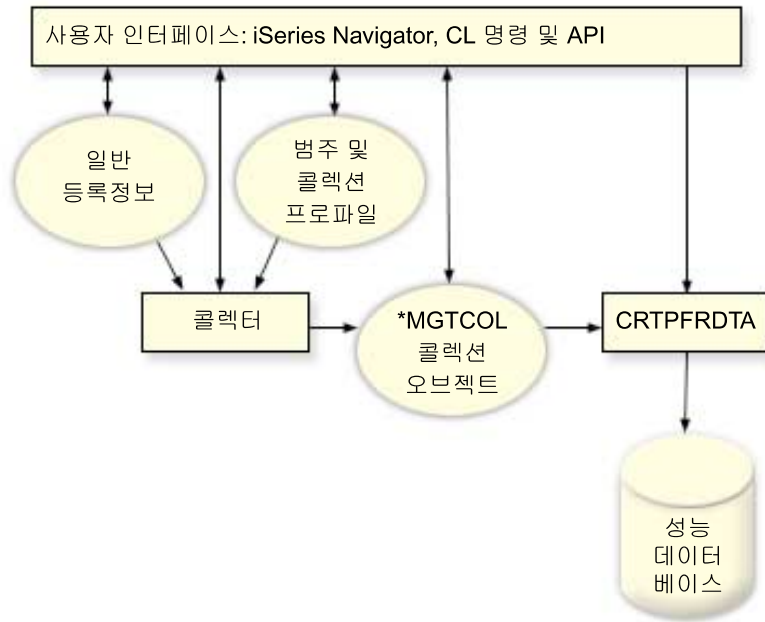 사용자 인터페이스: iSeries Navigator, CL 명령 및 API
일반
등록정보
범주 및
콜렉션
프로파일
콜렉터
*MGTCOL
콜렉션
오브젝트
CRTPFRDTA
성능
데이터
베이스